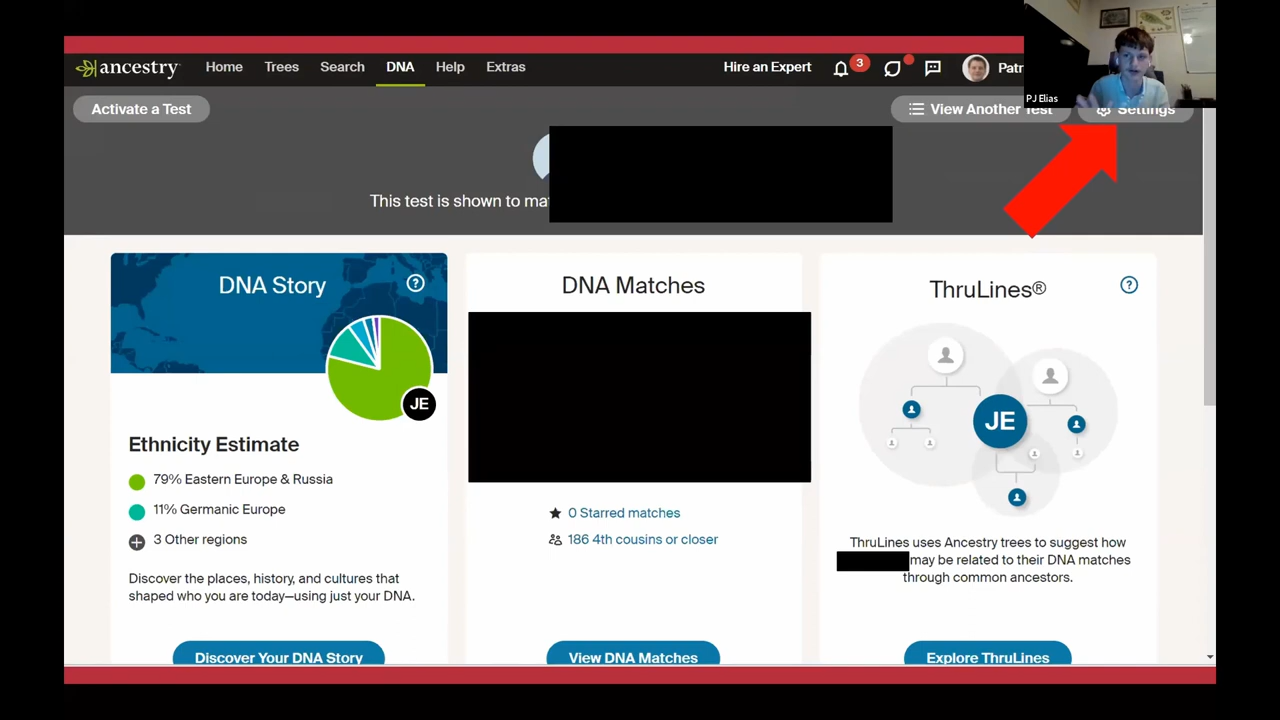 ancestry
Home Trees Search DNA Help Extras Hire an Expert 3
PJ Elias
Activate a Test View Another Test Settings
This test is shown to
DNA Story
JE
Ethnicity Estimate
79% Eastern Europe & Russia
11% Germanic Europe
3 Other regions
Discover the places, history, and cultures that
shaped who you are today—using just your DNA.
Discover Your DNA Story
DNA Matches
0 Starred matches
186 4th cousins or closer
View DNA Matches
ThruLines®
JE
ThruLines uses Ancestry trees to suggest how
may be related to their DNA matches
through common ancestors.
Explore ThruLines